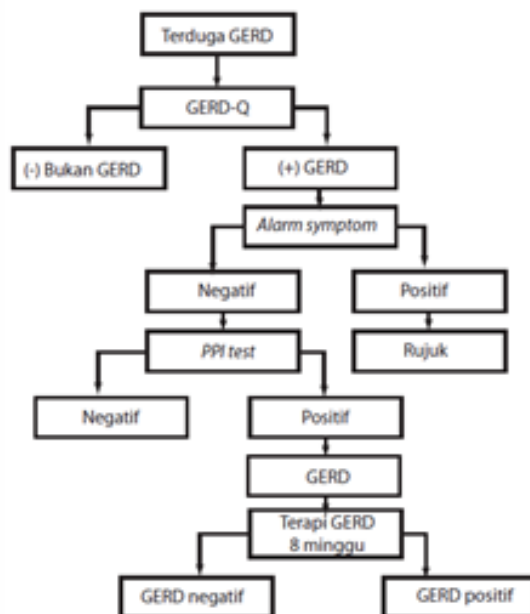 Terduga GERD
GERD-Q
(-) Bukan GERD
(+) GERD
Alarm symptom
Negatif
Positif
PPI test
Rujuk
Negatif
Positif
GERD
Terapi GERD
8 minggu
GERD negatif
GERD positif